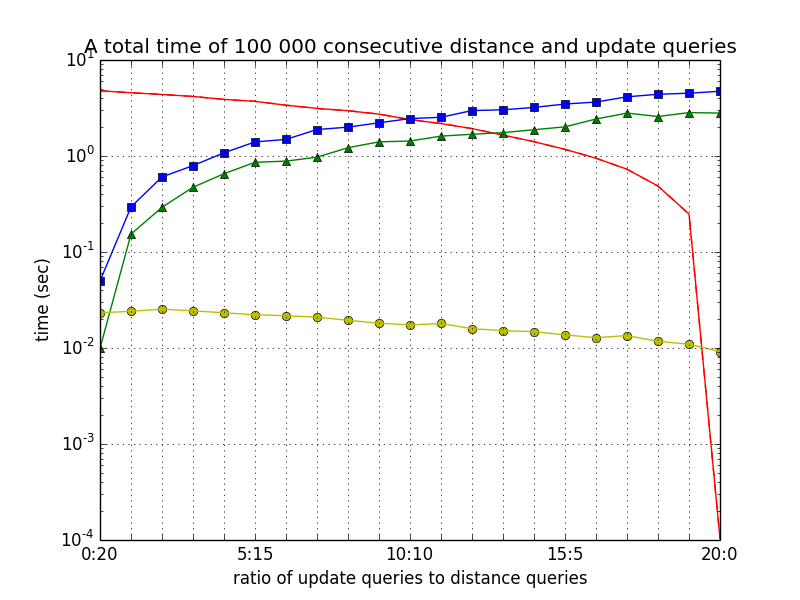 A total time of 100 000 consecutive distance and update queries
10^1
10^0
10^-1
10^-2
10^-3
10^-4
time (sec)
0:20 5:15 10:10 15:5 20:0
ratio of update queries to distance queries